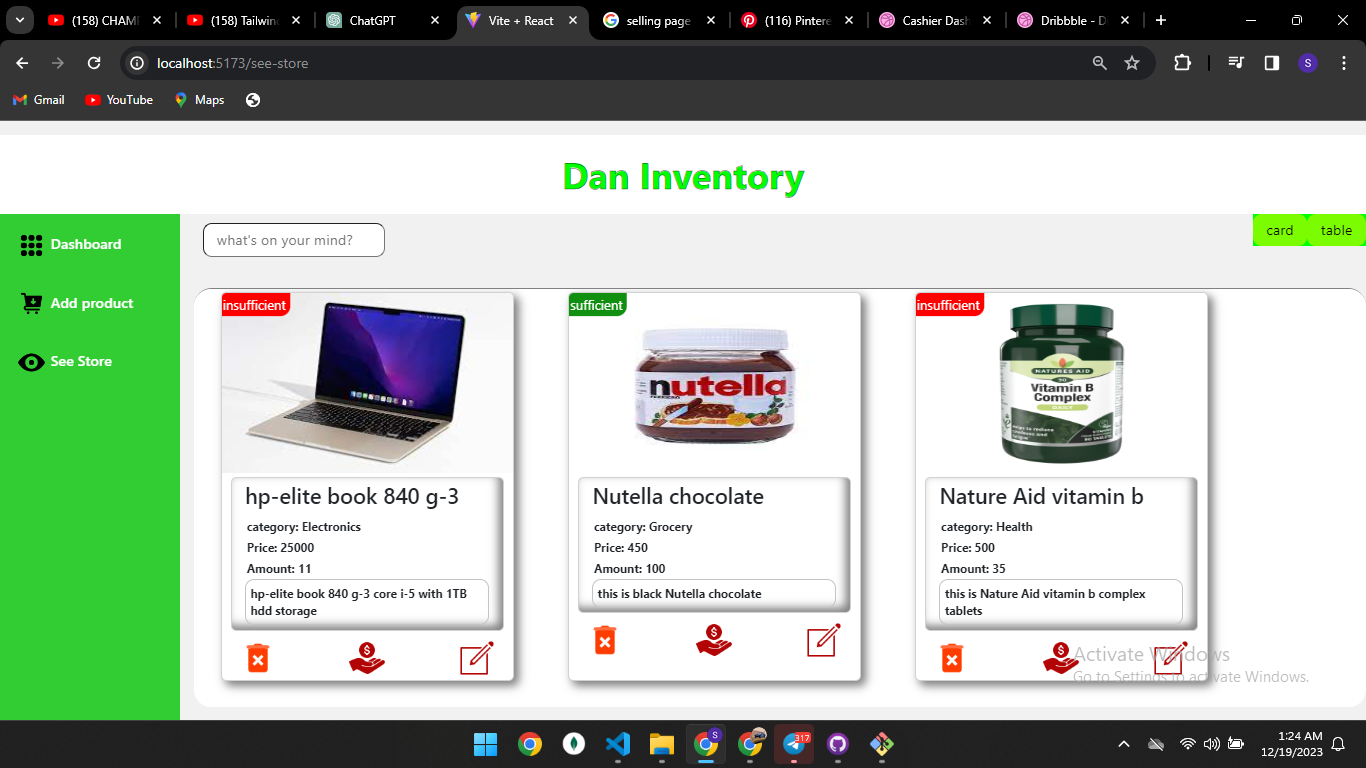 (158) CHAMI
(158) Tailwin
ChatGPT
Vite + React
selling page
(116) Pintere
Cashier Dash
Dribbble - D
localhost:5173/see-store
S
Gmail
YouTube
Maps
Dan Inventory
Dashboard
Add product
See Store
what's on your mind?
card
table
insufficient
hp-elite book 840 g-3
category: Electronics
Price: 25000
Amount: 11
hp-elite book 840 g-3 core i-5 with 1TB
hdd storage
sufficient
nutella
Nutella chocolate
category: Grocery
Price: 450
Amount: 100
this is black Nutella chocolate
insufficient
NATURES AID
Vitamin B
Complex
DAILY
Nature Aid vitamin b
category: Health
Price: 500
Amount: 35
this is Nature Aid vitamin b complex
tablets
Activate Windows
Go to Settings to activate Windows.
S
317
1:24 AM
12/19/2023